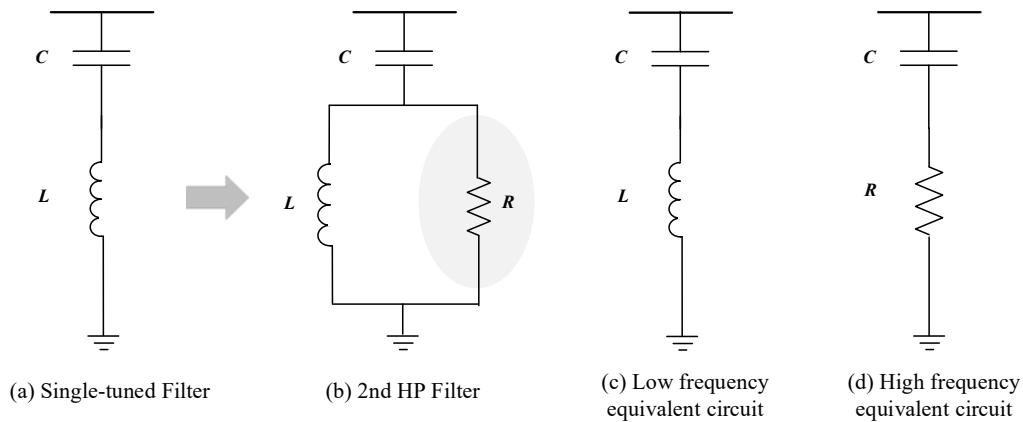 C
L
(a) Single-tuned Filter
C
L
R
(b) 2nd HP Filter
C
L
(c) Low frequency
equivalent circuit
C
R
(d) High frequency
equivalent circuit